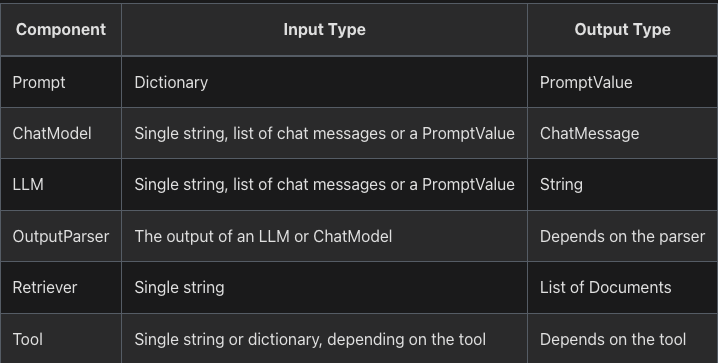 Component Input Type Output Type
Prompt Dictionary PromptValue
ChatModel Single string, list of chat messages or a PromptValue ChatMessage
LLM Single string, list of chat messages or a PromptValue String
OutputParser The output of an LLM or ChatModel Depends on the parser
Retriever Single string List of Documents
Tool Single string or dictionary, depending on the tool Depends on the tool